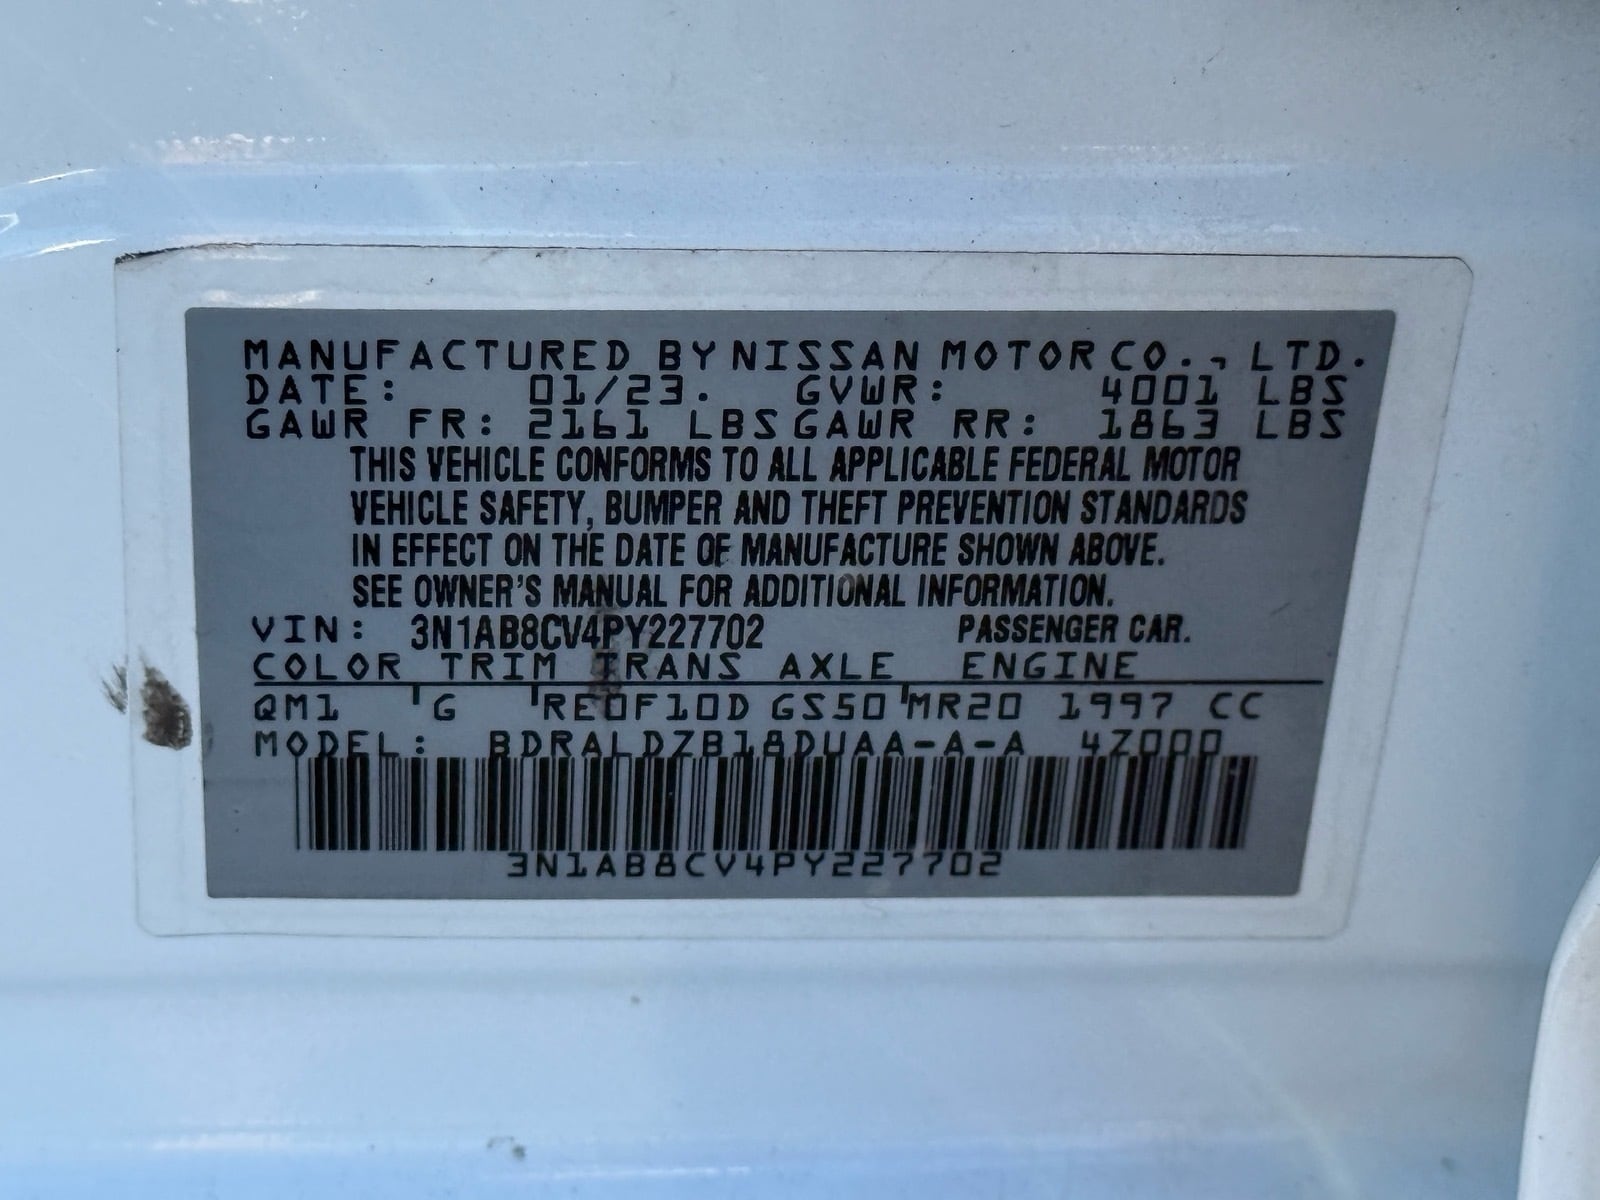 MANUFACTURED BY NISSAN MOTOR CO., LTD.
DATE: 01/23. GVWR: 4001 LBS
GAWR FR: 2161 LBS GAWR RR: 1863 LBS
THIS VEHICLE CONFORMS TO ALL APPLICABLE FEDERAL MOTOR
VEHICLE SAFETY, BUMPER AND THEFT PREVENTION STANDARDS
IN EFFECT ON THE DATE OF MANUFACTURE SHOWN ABOVE.
SEE OWNER'S MANUAL FOR ADDITIONAL INFORMATION.
VIN: 3N1AB8CV4PY227702 PASSENGER CAR.
COLOR TRIM TRANS AXLE ENGINE
QM1 G RE0F10D GS50 MR20 1997 CC
MODEL: BDRALDZB18DUAA-A-A 4Z000
3N1AB8CV4PY227702